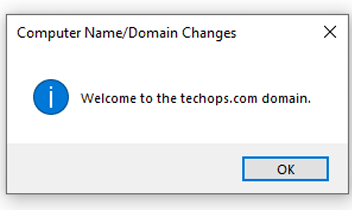 Computer Name/Domain Changes
Welcome to the techops.com domain.
OK